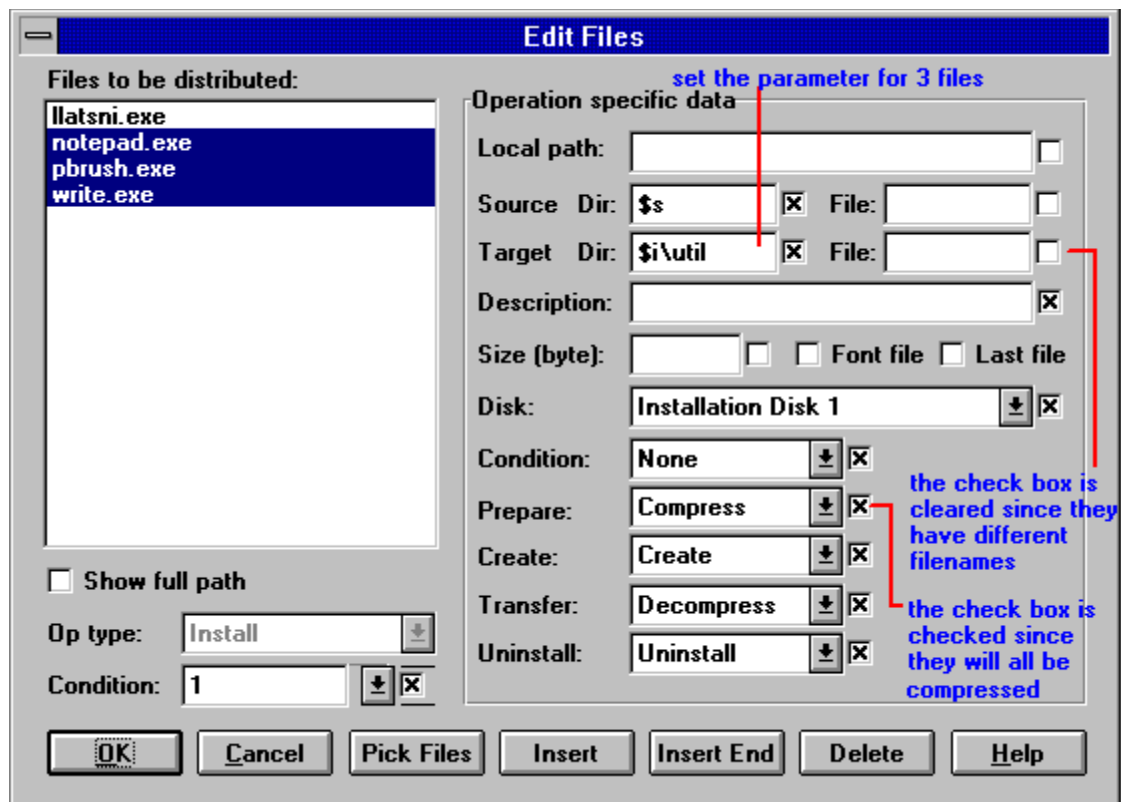 Edit Files
Files to be distributed:
set the parameter for 3 files
llatsni.exe
notepad.exe
pbrush.exe
write.exe
Operation specific data
Local path:
Source Dir: $s File:
Target Dir: $i\util File:
Description:
Size (byte): Font file Last file
Disk: Installation Disk 1
Condition: None
Prepare: Compress
Create: Create
Transfer: Decompress
Uninstall: Uninstall
the check box is
cleared since they
have different
filenames
the check box is
checked since
they will all be
compressed
Show full path
Op type: Install
Condition: 1
OK Cancel Pick Files Insert Insert End Delete Help